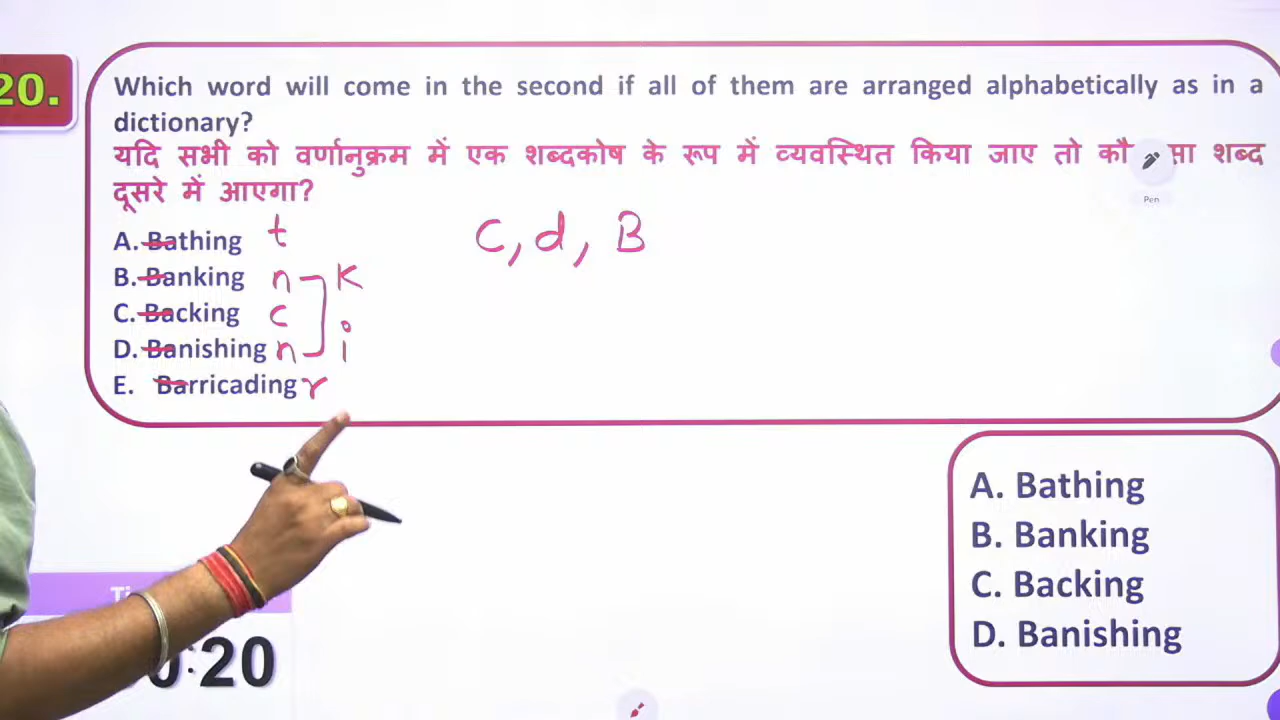 20.
Which word will come in the second if all of them are arranged alphabetically as in a
dictionary?
यदि सभी को वर्णानुक्रम में एक शब्दकोष के रूप में व्यवस्थित किया जाए तो कौ सा शब्द
Pen
दूसरे में आएगा?
A. Bathing t
C, d, B
B. Banking n k
C. Backing c
D. Banishing n i
E. Barricading r
A. Bathing
B. Banking
C. Backing
D. Banishing
Ti
0:20